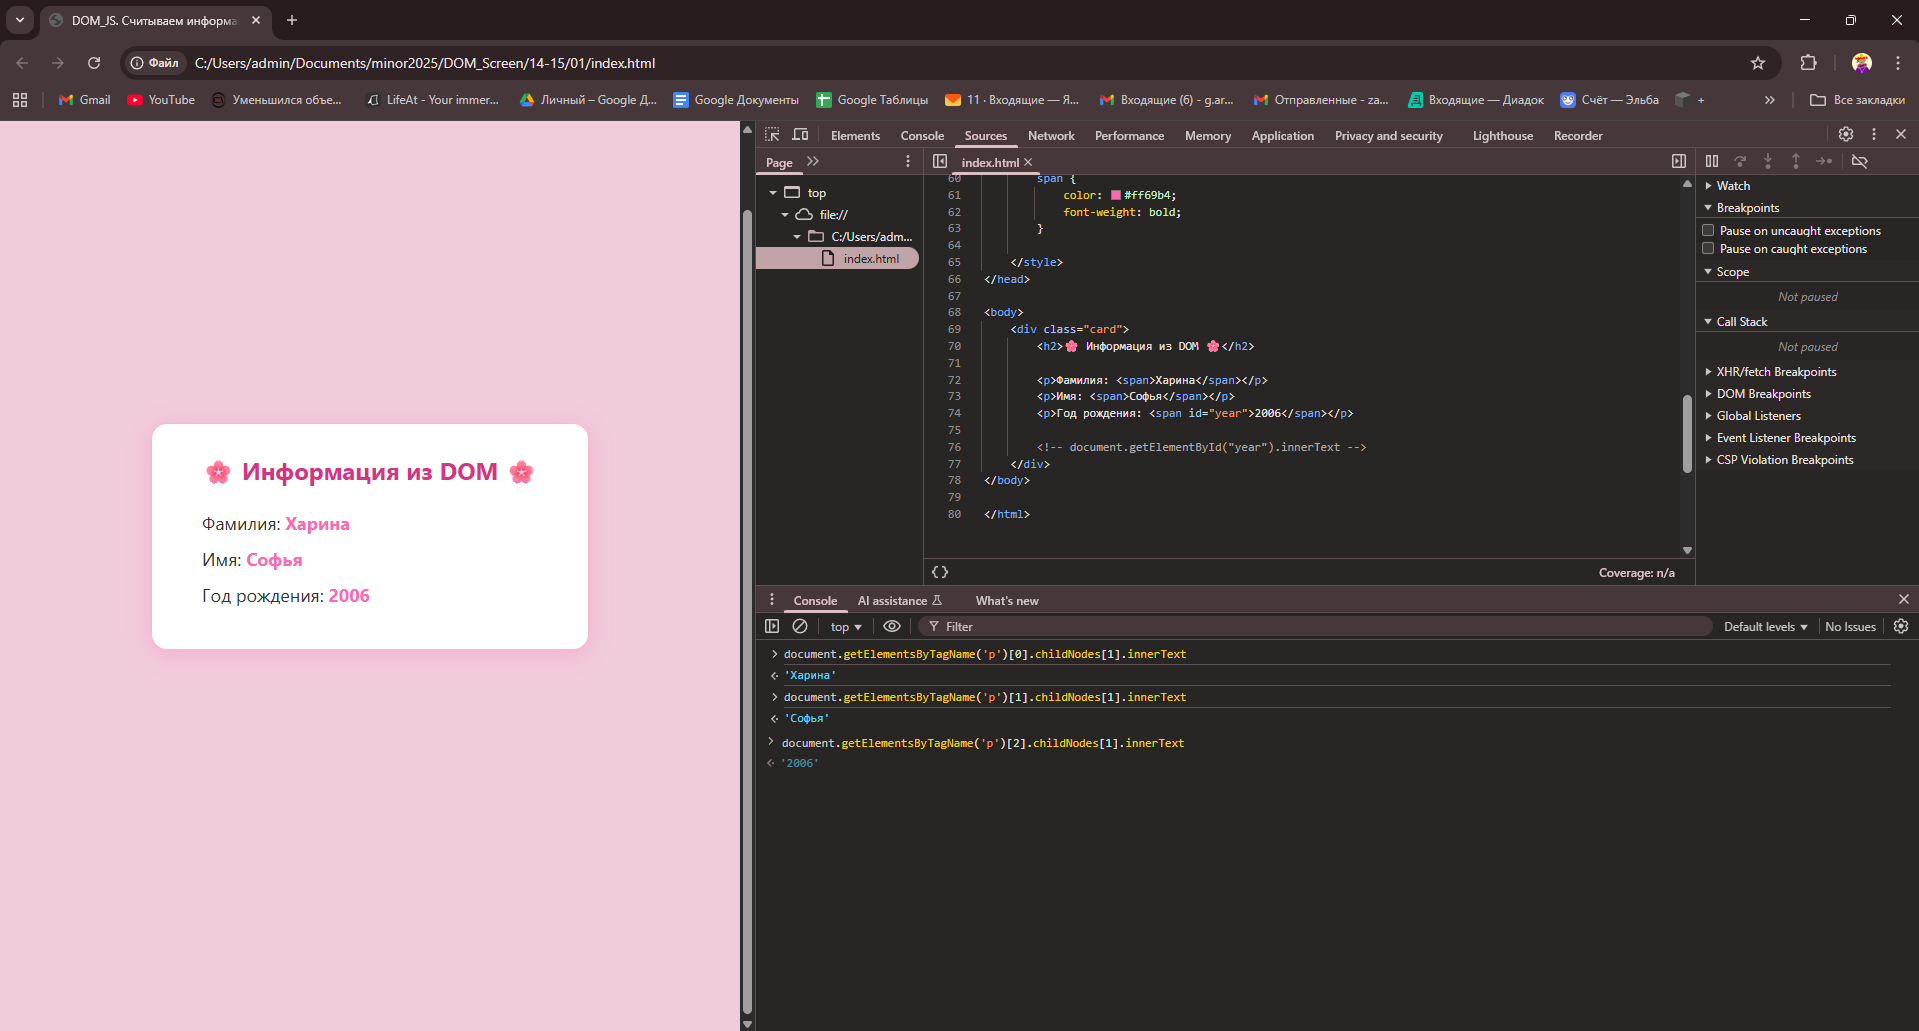 DOM_JS. Считываем информа
Файл
C:/Users/admin/Documents/minor2025/DOM_Screen/14-15/01/index.html
Gmail
YouTube
Уменьшился объе...
LifeAt - Your immer...
Личный – Google Д...
Google Документы
Google Таблицы
11 · Входящие — Я...
Входящие (6) - g.ar...
Отправленные - za...
Входящие — Диадок
Счёт — Эльба
+
Все закладки
🌸 Информация из DOM 🌸
Фамилия: Харина
Имя: Софья
Год рождения: 2006
Elements Console Sources Network Performance Memory Application Privacy and security Lighthouse Recorder
Page
top
file://
C:/Users/adm...
index.html
index.html
60 span {
61 color: #ff69b4;
62 font-weight: bold;
63 }
64
65 </style>
66 </head>
67
68 <body>
69 <div class="card">
70 <h2>🌸 Информация из DOM 🌸</h2>
71
72 <p>Фамилия: <span>Харина</span></p>
73 <p>Имя: <span>Софья</span></p>
74 <p>Год рождения: <span id="year">2006</span></p>
75
76 <!-- document.getElementById("year").innerText -->
77 </div>
78 </body>
79
80 </html>
{}
Coverage: n/a
Watch
Breakpoints
Pause on uncaught exceptions
Pause on caught exceptions
Scope
Not paused
Call Stack
Not paused
XHR/fetch Breakpoints
DOM Breakpoints
Global Listeners
Event Listener Breakpoints
CSP Violation Breakpoints
Console AI assistance What's new
top Filter Default levels No Issues
document.getElementsByTagName('p')[0].childNodes[1].innerText
'Харина'
document.getElementsByTagName('p')[1].childNodes[1].innerText
'Софья'
document.getElementsByTagName('p')[2].childNodes[1].innerText
'2006'